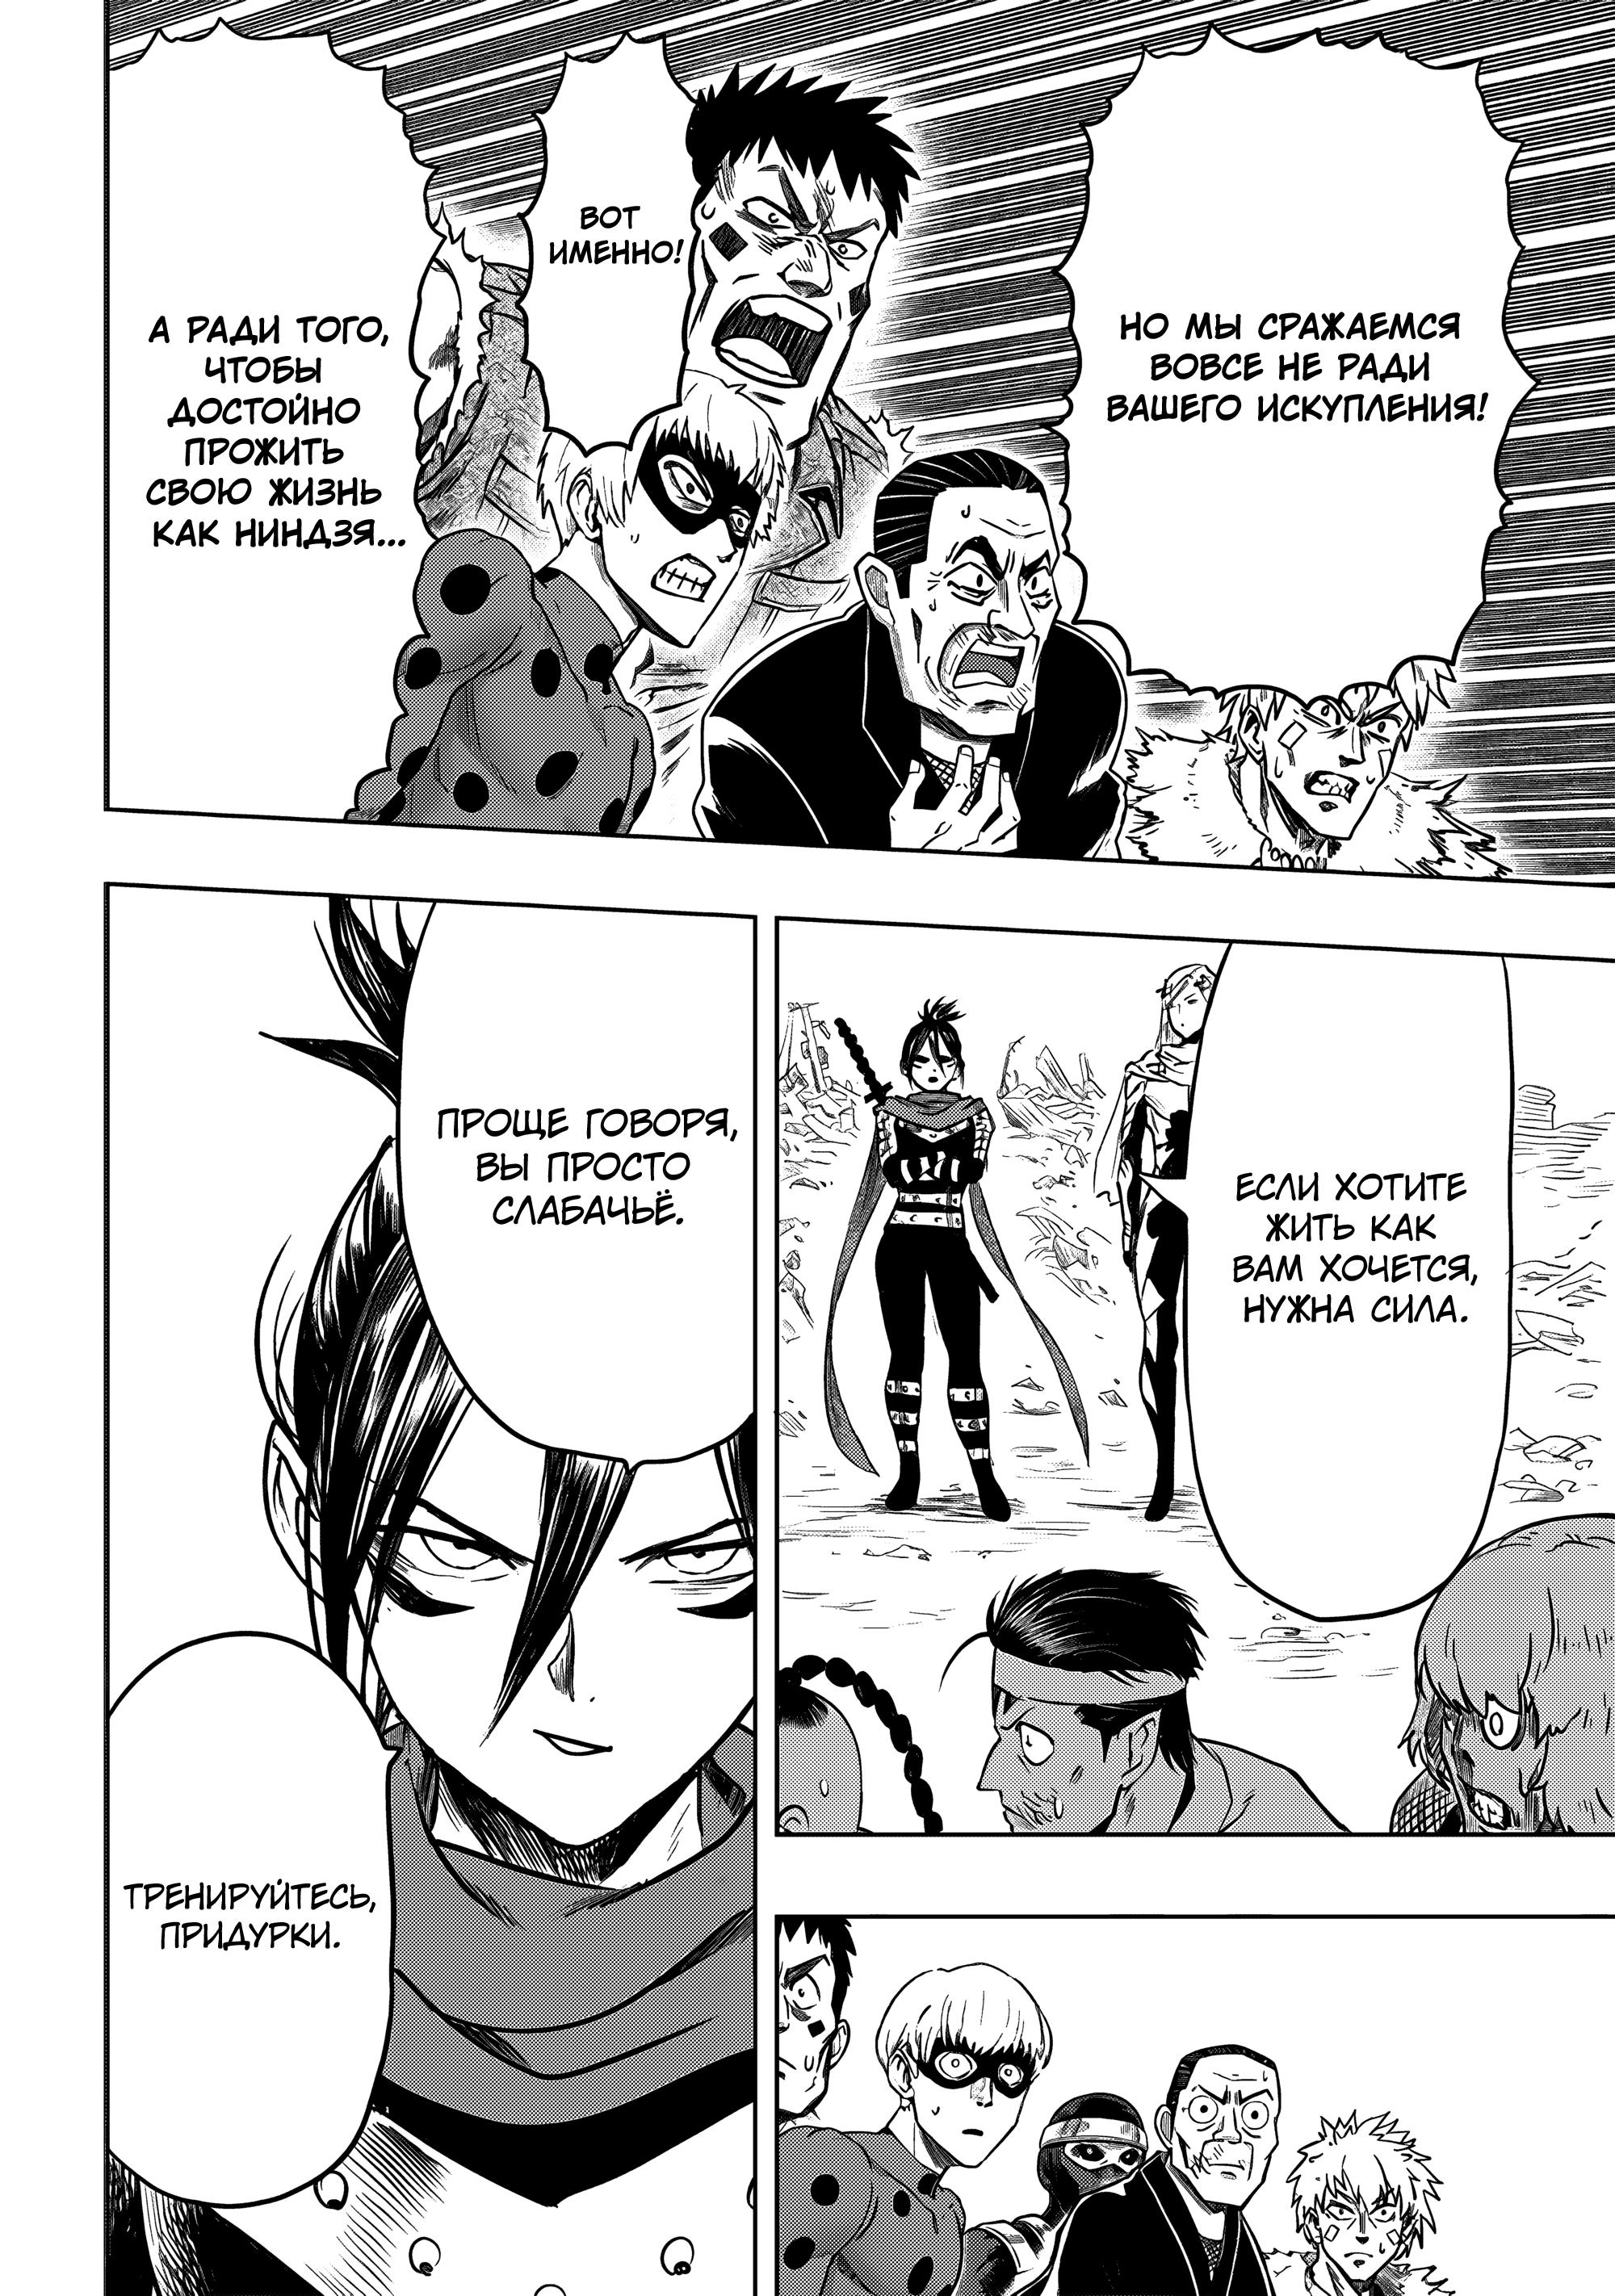 НО МЫ СРАЖАЕМСЯ
ВОВСЕ НЕ РАДИ
ВАШЕГО ИСКУПЛЕНИЯ!
ВОТ
ИМЕННО!
А РАДИ ТОГО,
ЧТОБЫ
ДОСТОЙНО
ПРОЖИТЬ
СВОЮ ЖИЗНЬ
КАК НИНДЗЯ...
ЕСЛИ ХОТИТЕ
ЖИТЬ КАК
ВАМ ХОЧЕТСЯ,
НУЖНА СИЛА.
ПРОЩЕ ГОВОРЯ,
ВЫ ПРОСТО
СЛАБАЧЬЁ.
ТРЕНИРУЙТЕСЬ,
ПРИДУРКИ.